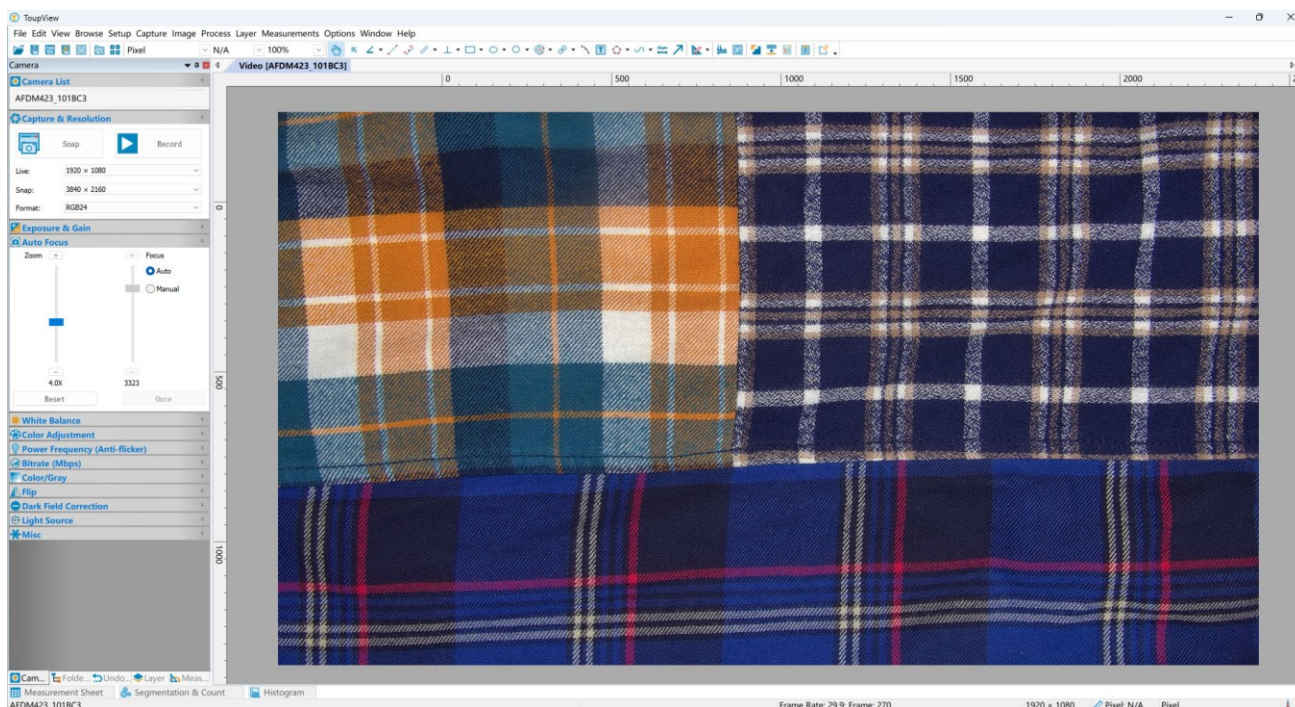 ToupView
File Edit View Browse Setup Capture Image Process Layer Measurements Options Window Help
Pixel N/A 100%
Camera
Video [AFDM423_101BC3]
Camera List
AFDM423_101BC3
Capture & Resolution
Snap Record
Live: 1920 × 1080
Snap: 3840 × 2160
Format: RGB24
Exposure & Gain
Auto Focus
Zoom + + Focus
Auto
Manual
4.0X 3323
Reset Once
White Balance
Color Adjustment
Power Frequency (Anti-flicker)
Bitrate (Mbps)
Color/Gray
Flip
Dark Field Correction
Light Source
Misc
0 500 1000 1500 2000
0
500
1000
Cam... Folde... Undo... Layer Meas...
Measurement Sheet Segmentation & Count Histogram
AFDM423_101BC3 Frame Rate: 29.9; Frame: 270 1920 × 1080 Pixel: N/A Pixel